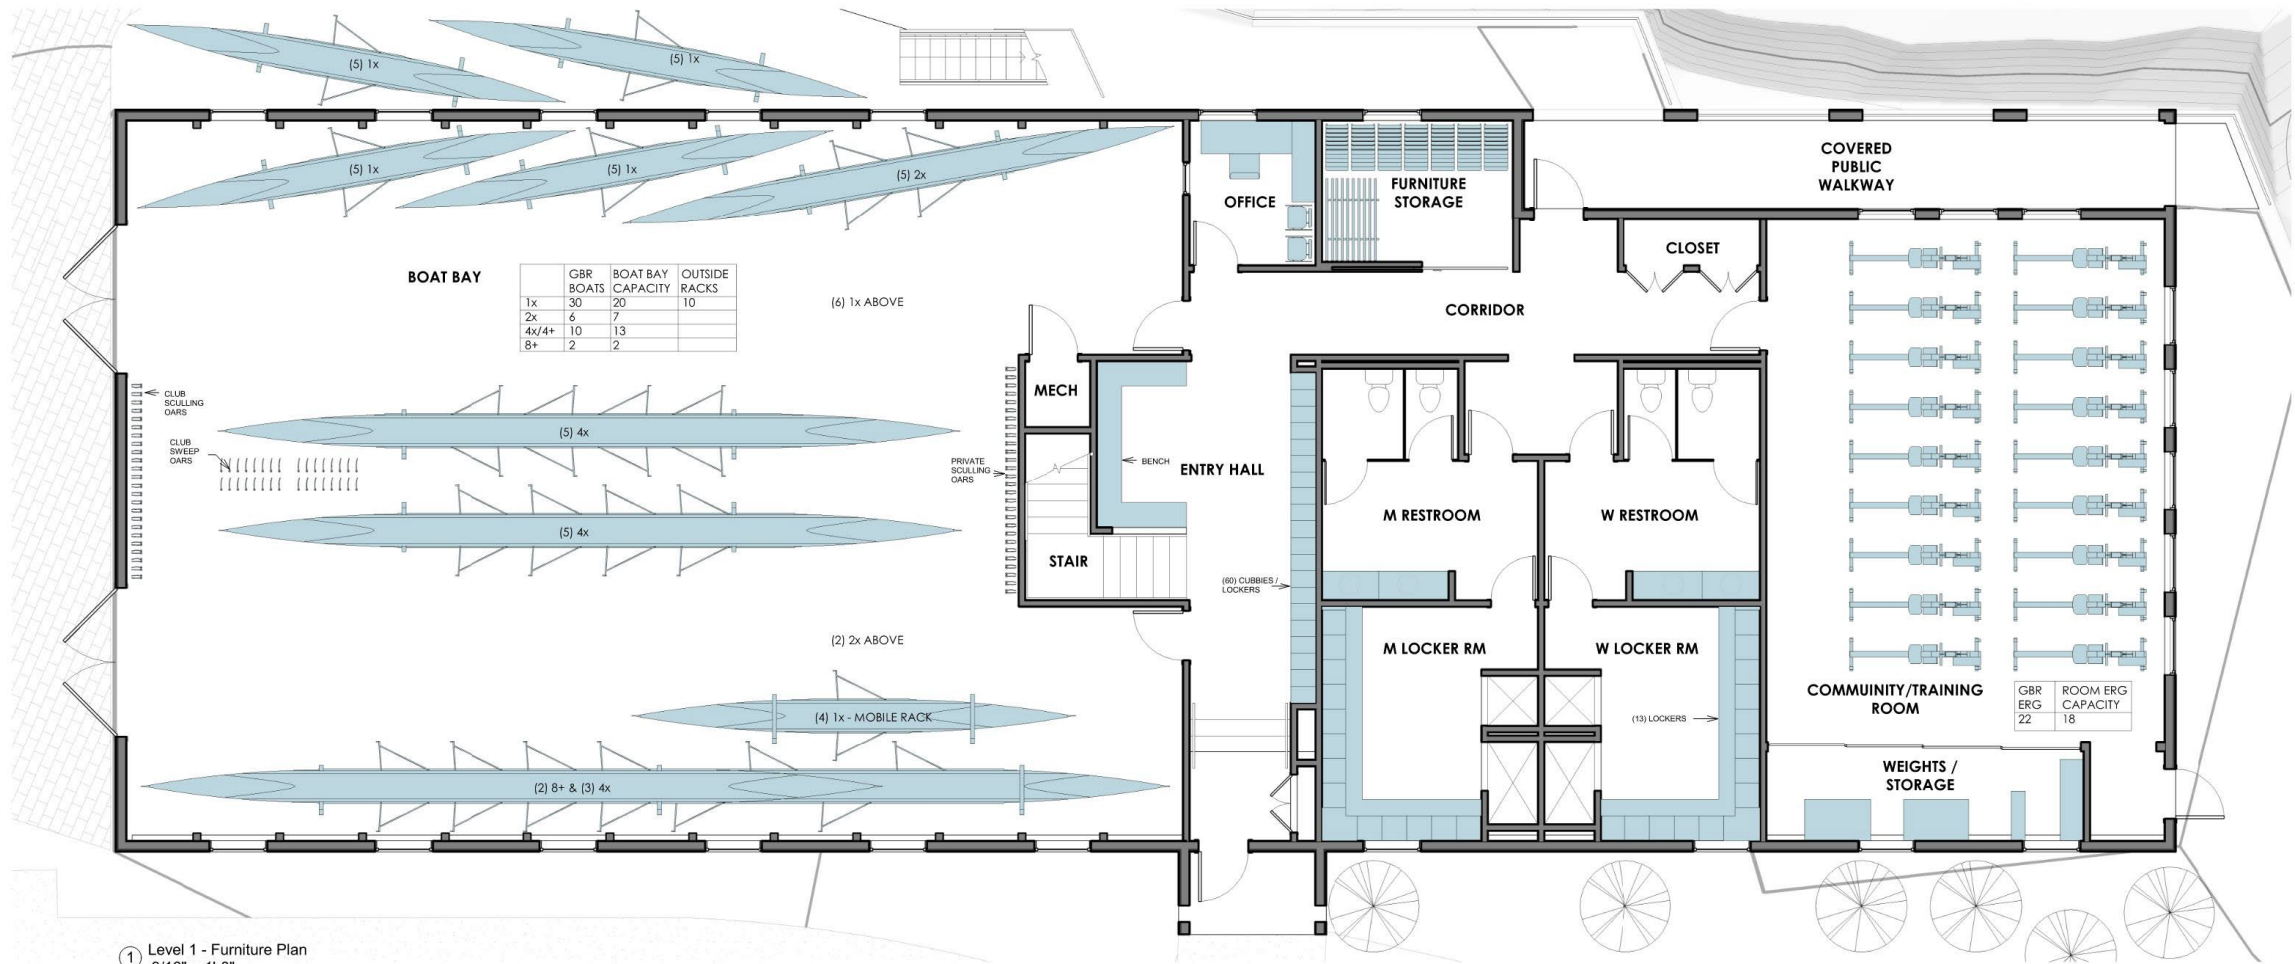 (5) 1x
(5) 1x
(5) 1x
(5) 1x
(5) 2x
OFFICE
FURNITURE
STORAGE
COVERED
PUBLIC
WALKWAY
CLOSET
BOAT BAY
GBR BOATS BOAT BAY CAPACITY OUTSIDE RACKS
1x 30 20 10
2x 6 7
4x/4+ 10 13
8+ 2 2
(6) 1x ABOVE
CORRIDOR
MECH
CLUB
SCULLING
OARS
CLUB
SWEEP
OARS
(5) 4x
(5) 4x
PRIVATE
SCULLING
OARS
BENCH
ENTRY HALL
STAIR
(60) CUBBIES /
LOCKERS
M RESTROOM
W RESTROOM
(2) 2x ABOVE
M LOCKER RM
W LOCKER RM
(13) LOCKERS
COMMUINITY/TRAINING
ROOM
GBR ERG ROOM ERG CAPACITY
22 18
(4) 1x - MOBILE RACK
(2) 8+ & (3) 4x
WEIGHTS /
STORAGE
1 Level 1 - Furniture Plan